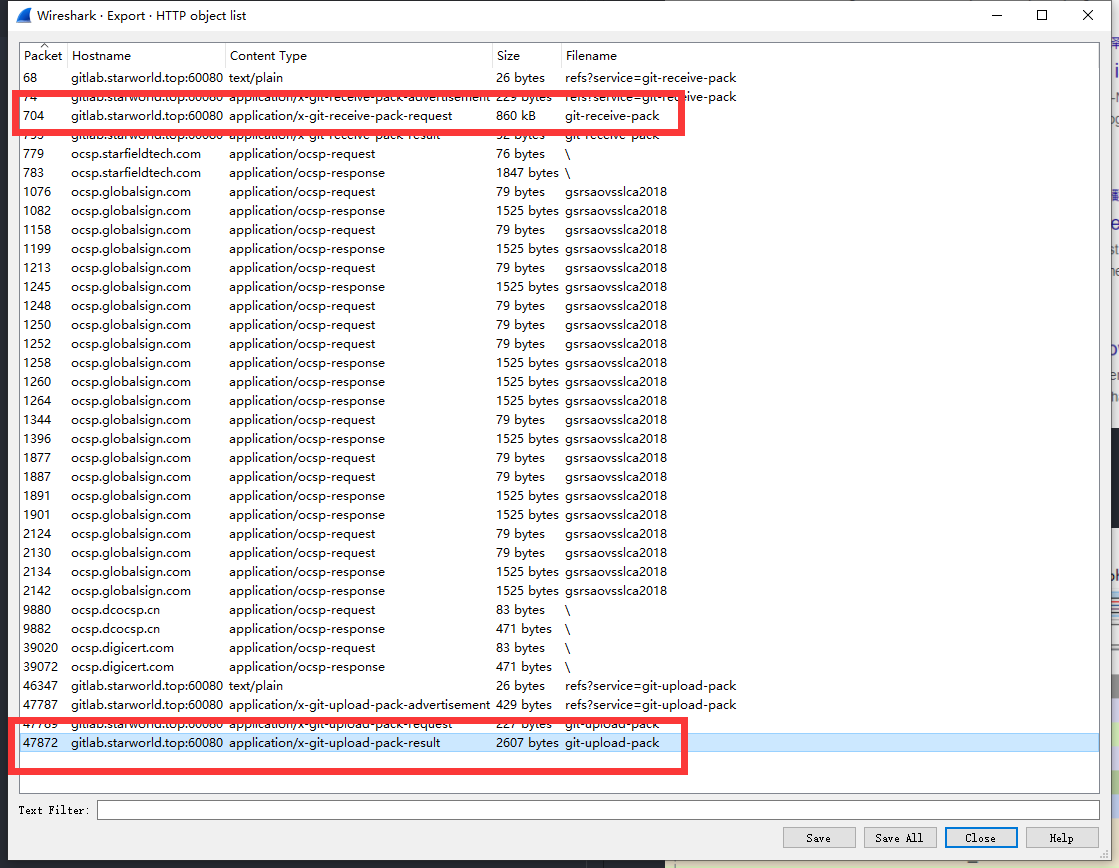 Wireshark · Export · HTTP object list
Packet Hostname Content Type Size Filename
68 gitlab.starworld.top:60080 text/plain 26 bytes refs?service=git-receive-pack
74 gitlab.starworld.top:60080 application/x-git-receive-pack-advertisement 229 bytes refs?service=git-receive-pack
704 gitlab.starworld.top:60080 application/x-git-receive-pack-request 860 kB git-receive-pack
gitlab.starworld.top:60080 application/x-git-receive-pack-result 52 bytes git-receive-pack
779 ocsp.starfieldtech.com application/ocsp-request 76 bytes \
783 ocsp.starfieldtech.com application/ocsp-response 1847 bytes \
1076 ocsp.globalsign.com application/ocsp-request 79 bytes gsrsaovsslca2018
1082 ocsp.globalsign.com application/ocsp-response 1525 bytes gsrsaovsslca2018
1158 ocsp.globalsign.com application/ocsp-request 79 bytes gsrsaovsslca2018
1199 ocsp.globalsign.com application/ocsp-response 1525 bytes gsrsaovsslca2018
1213 ocsp.globalsign.com application/ocsp-request 79 bytes gsrsaovsslca2018
1245 ocsp.globalsign.com application/ocsp-response 1525 bytes gsrsaovsslca2018
1248 ocsp.globalsign.com application/ocsp-request 79 bytes gsrsaovsslca2018
1250 ocsp.globalsign.com application/ocsp-request 79 bytes gsrsaovsslca2018
1252 ocsp.globalsign.com application/ocsp-request 79 bytes gsrsaovsslca2018
1258 ocsp.globalsign.com application/ocsp-response 1525 bytes gsrsaovsslca2018
1260 ocsp.globalsign.com application/ocsp-response 1525 bytes gsrsaovsslca2018
1264 ocsp.globalsign.com application/ocsp-response 1525 bytes gsrsaovsslca2018
1344 ocsp.globalsign.com application/ocsp-request 79 bytes gsrsaovsslca2018
1396 ocsp.globalsign.com application/ocsp-response 1525 bytes gsrsaovsslca2018
1877 ocsp.globalsign.com application/ocsp-request 79 bytes gsrsaovsslca2018
1887 ocsp.globalsign.com application/ocsp-request 79 bytes gsrsaovsslca2018
1891 ocsp.globalsign.com application/ocsp-response 1525 bytes gsrsaovsslca2018
1901 ocsp.globalsign.com application/ocsp-response 1525 bytes gsrsaovsslca2018
2124 ocsp.globalsign.com application/ocsp-request 79 bytes gsrsaovsslca2018
2130 ocsp.globalsign.com application/ocsp-request 79 bytes gsrsaovsslca2018
2134 ocsp.globalsign.com application/ocsp-response 1525 bytes gsrsaovsslca2018
2142 ocsp.globalsign.com application/ocsp-response 1525 bytes gsrsaovsslca2018
9880 ocsp.dcocsp.cn application/ocsp-request 83 bytes \
9882 ocsp.dcocsp.cn application/ocsp-response 471 bytes \
39020 ocsp.digicert.com application/ocsp-request 83 bytes \
39072 ocsp.digicert.com application/ocsp-response 471 bytes \
46347 gitlab.starworld.top:60080 text/plain 26 bytes refs?service=git-upload-pack
47787 gitlab.starworld.top:60080 application/x-git-upload-pack-advertisement 429 bytes refs?service=git-upload-pack
47789 gitlab.starworld.top:60080 application/x-git-upload-pack-request 227 bytes git-upload-pack
47872 gitlab.starworld.top:60080 application/x-git-upload-pack-result 2607 bytes git-upload-pack
Text Filter:
Save Save All Close Help